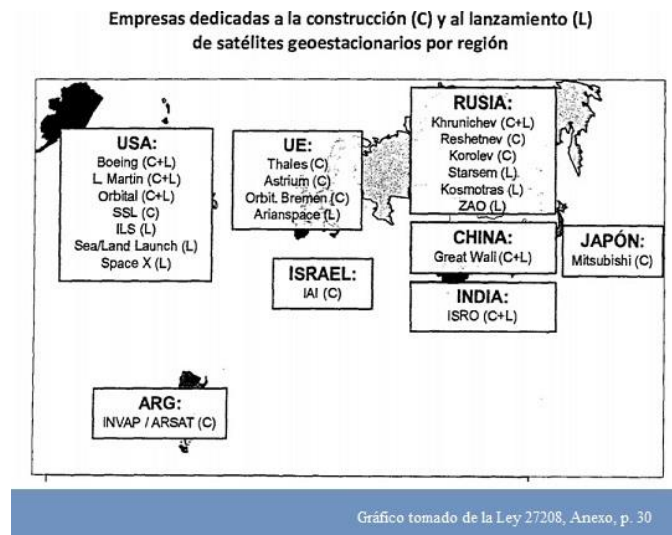 Empresas dedicadas a la construcción (C) y al lanzamiento (L)
de satélites geoestacionarios por región
USA:
Boeing (C+L)
L. Martin (C+L)
Orbital (C+L)
SSL (C)
ILS (L)
Sea/Land Launch (L)
Space X (L)
UE:
Thales (C)
Astrium (C)
Orbit. Bremen (C)
Arianspace (L)
RUSIA:
Khrunichev (C+L)
Reshetnev (C)
Korolev (C)
Starsem (L)
Kosmotras (L)
ZAO (L)
CHINA:
Great Wall (C+L)
JAPÓN:
Mitsubishi (C)
ISRAEL:
IAI (C)
INDIA:
ISRO (C+L)
ARG:
INVAP / ARSAT (C)
Gráfico tomado de la Ley 27208, Anexo, p. 30